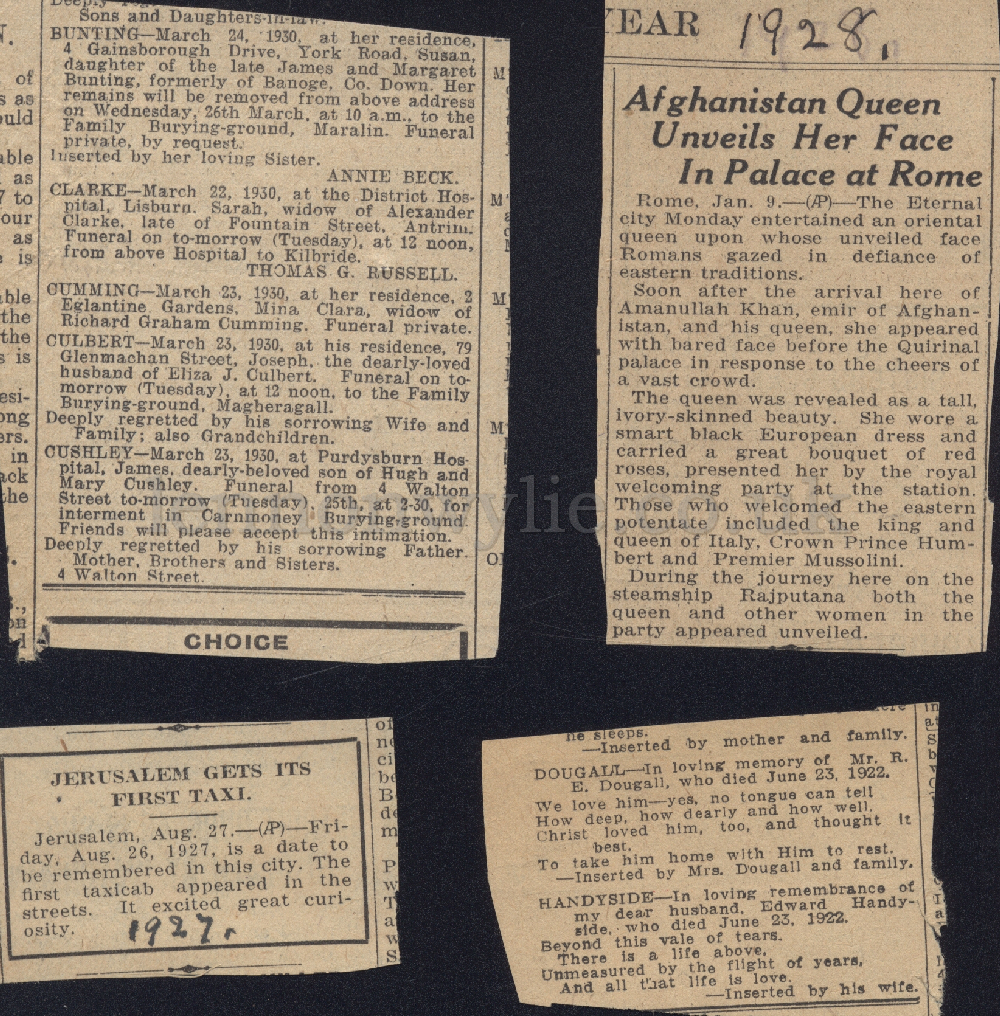 Sons and Daughters-in-law.
BUNTING—March 24, 1930, at her residence,
4 Gainsborough Drive, York Road, Susan,
daughter of the late James and Margaret
Bunting, formerly of Banoge, Co. Down. Her
remains will be removed from above address
on Wednesday, 26th March, at 10 a.m., to the
Family Burying-ground, Maralin. Funeral
private, by request.
Inserted by her loving Sister.
ANNIE BECK.
CLARKE—March 22, 1930, at the District Hos-
pital, Lisburn. Sarah, widow of Alexander
Clarke, late of Fountain Street, Antrim.
Funeral on to-morrow (Tuesday), at 12 noon,
from above Hospital to Kilbride.
THOMAS G. RUSSELL.
CUMMING—March 23, 1930, at her residence, 2
Eglantine Gardens, Mina Clara, widow of
Richard Graham Cumming. Funeral private.
CULBERT—March 23, 1930, at his residence, 79
Glenmachan Street, Joseph, the dearly-loved
husband of Eliza J. Culbert. Funeral on to-
morrow (Tuesday), at 12 noon, to the Family
Burying-ground, Magheragall.
Deeply regretted by his sorrowing Wife and
Family; also Grandchildren.
CUSHLEY—March 23, 1930, at Purdysburn Hos-
pital, James, dearly-beloved son of Hugh and
Mary Cushley. Funeral from 4 Walton
Street to-morrow (Tuesday), 25th, at 2-30, for
interment in Carnmoney Burying-ground
Friends will please accept this intimation.
Deeply regretted by his sorrowing Father.
Mother, Brothers and Sisters.
4 Walton Street.
CHOICE
YEAR 1928.
Afghanistan Queen
Unveils Her Face
In Palace at Rome
Rome, Jan. 9.—(AP)—The Eternal
city Monday entertained an oriental
queen upon whose unveiled face
Romans gazed in defiance of
eastern traditions.
Soon after the arrival here of
Amanullah Khan, emir of Afghan-
istan, and his queen, she appeared
with bared face before the Quirinal
palace in response to the cheers of
a vast crowd.
The queen was revealed as a tall,
ivory-skinned beauty. She wore a
smart black European dress and
carried a great bouquet of red
roses, presented her by the royal
welcoming party at the station.
Those who welcomed the eastern
potentate included the king and
queen of Italy, Crown Prince Hum-
bert and Premier Mussolini.
During the journey here on the
steamship Rajputana both the
queen and other women in the
party appeared unveiled.
JERUSALEM GETS ITS
FIRST TAXI.
Jerusalem, Aug. 27.—(AP)—Fri-
day, Aug. 26, 1927, is a date to
be remembered in this city. The
first taxicab appeared in the
streets. It excited great curi-
osity. 1927.
he sleeps.
—Inserted by mother and family.
DOUGALL—In loving memory of Mr. R.
E. Dougall, who died June 23, 1922.
We love him—yes, no tongue can tell
How deep, how dearly and how well.
Christ loved him, too, and thought it
best.
To take him home with Him to rest.
—Inserted by Mrs. Dougall and family.
HANDYSIDE—In loving remembrance of
my dear husband, Edward Handy-
side, who died June 23, 1922.
Beyond this vale of tears.
There is a life above,
Unmeasured by the flight of years,
And all that life is love.
—Inserted by his wife.